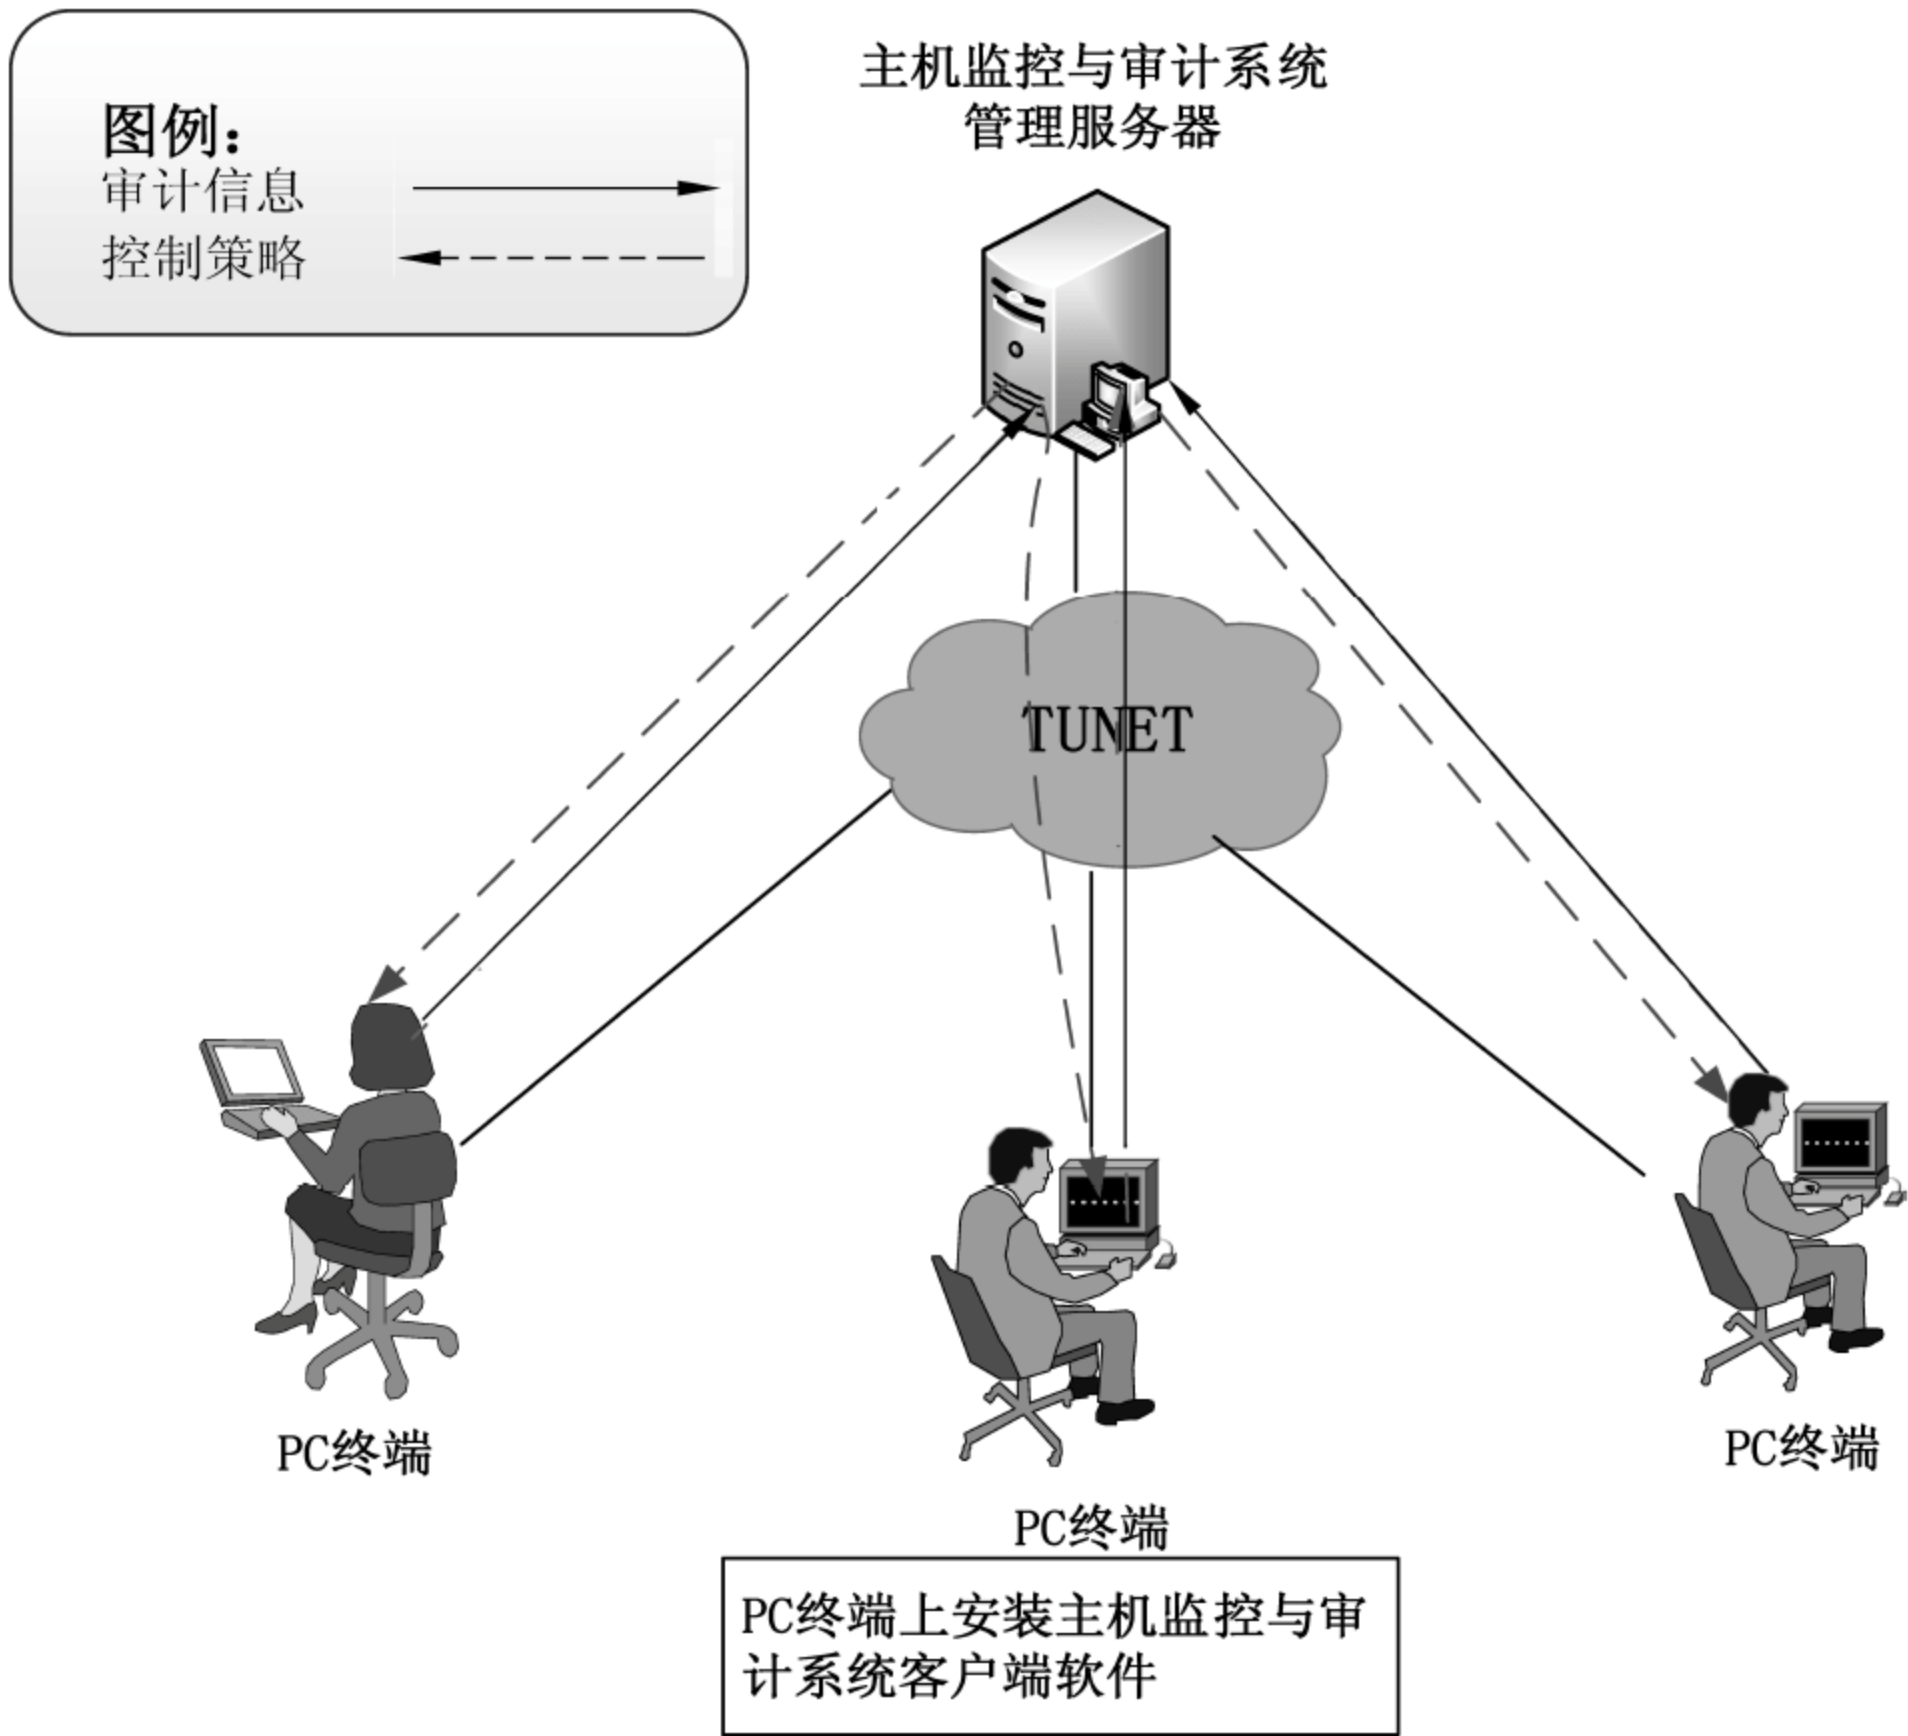 图例：
审计信息
控制策略
主机监控与审计系统
管理服务器
TUNET
PC终端
PC终端
PC终端
PC终端上安装主机监控与审
计系统客户端软件